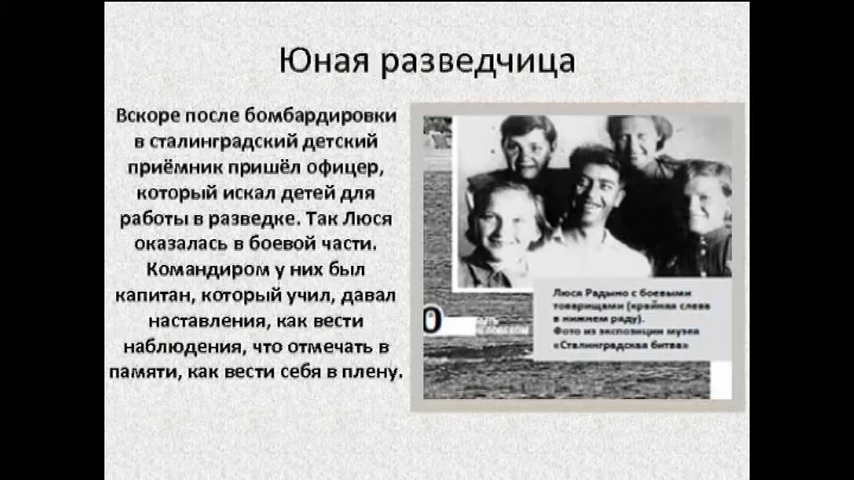 Юная разведчица
Вскоре после бомбардировки
в сталинградский детский
приёмник пришёл офицер,
который искал детей для
работы в разведке. Так Люся
оказалась в боевой части.
Командиром у них был
капитан, который учил, давал
наставления, как вести
наблюдения, что отмечать в
памяти, как вести себя в плену.
Люся Радыно с боевыми
товарищами (крайная слева
в нижнем ряду).
Фото из экспозиции музея
«Сталинградская битва»